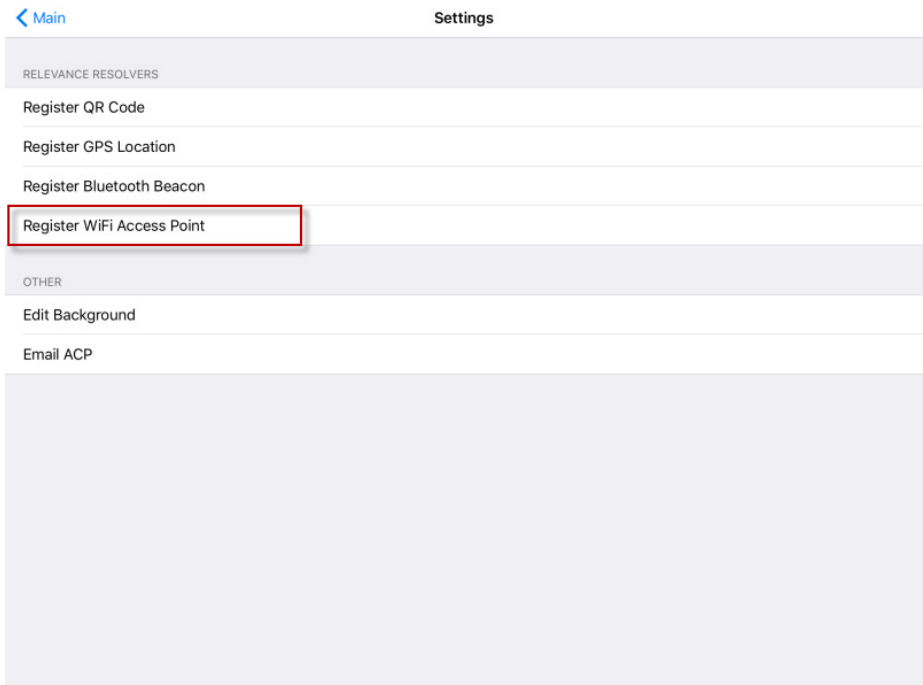 Main
Settings
RELEVANCE RESOLVERS
Register QR Code
Register GPS Location
Register Bluetooth Beacon
Register WiFi Access Point
OTHER
Edit Background
Email ACP